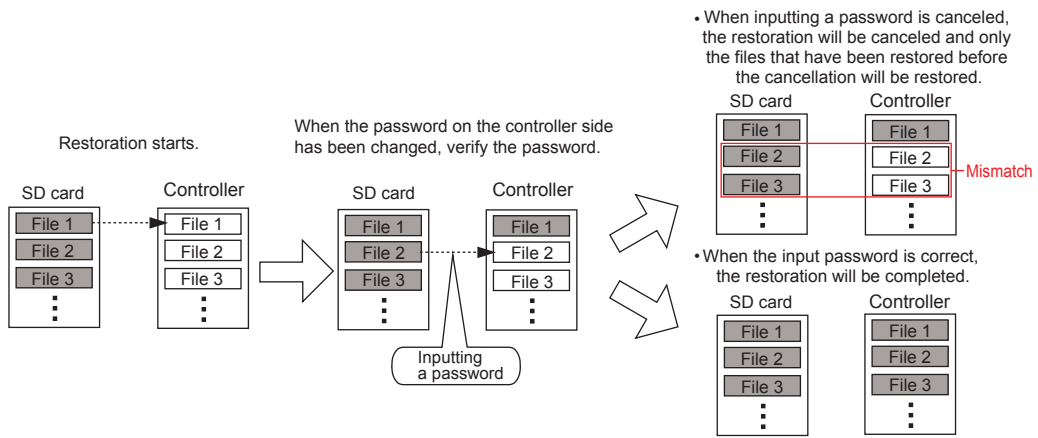 Restoration starts.
SD card
Controller
File 1
File 1
File 2
File 2
File 3
File 3
When the password on the controller side
has been changed, verify the password.
SD card
Controller
File 1
File 1
File 2
File 2
File 3
File 3
Inputting
a password
• When inputting a password is canceled,
the restoration will be canceled and only
the files that have been restored before
the cancellation will be restored.
SD card
Controller
File 1
File 1
File 2
File 2
File 3
File 3
Mismatch
• When the input password is correct,
the restoration will be completed.
SD card
Controller
File 1
File 1
File 2
File 2
File 3
File 3